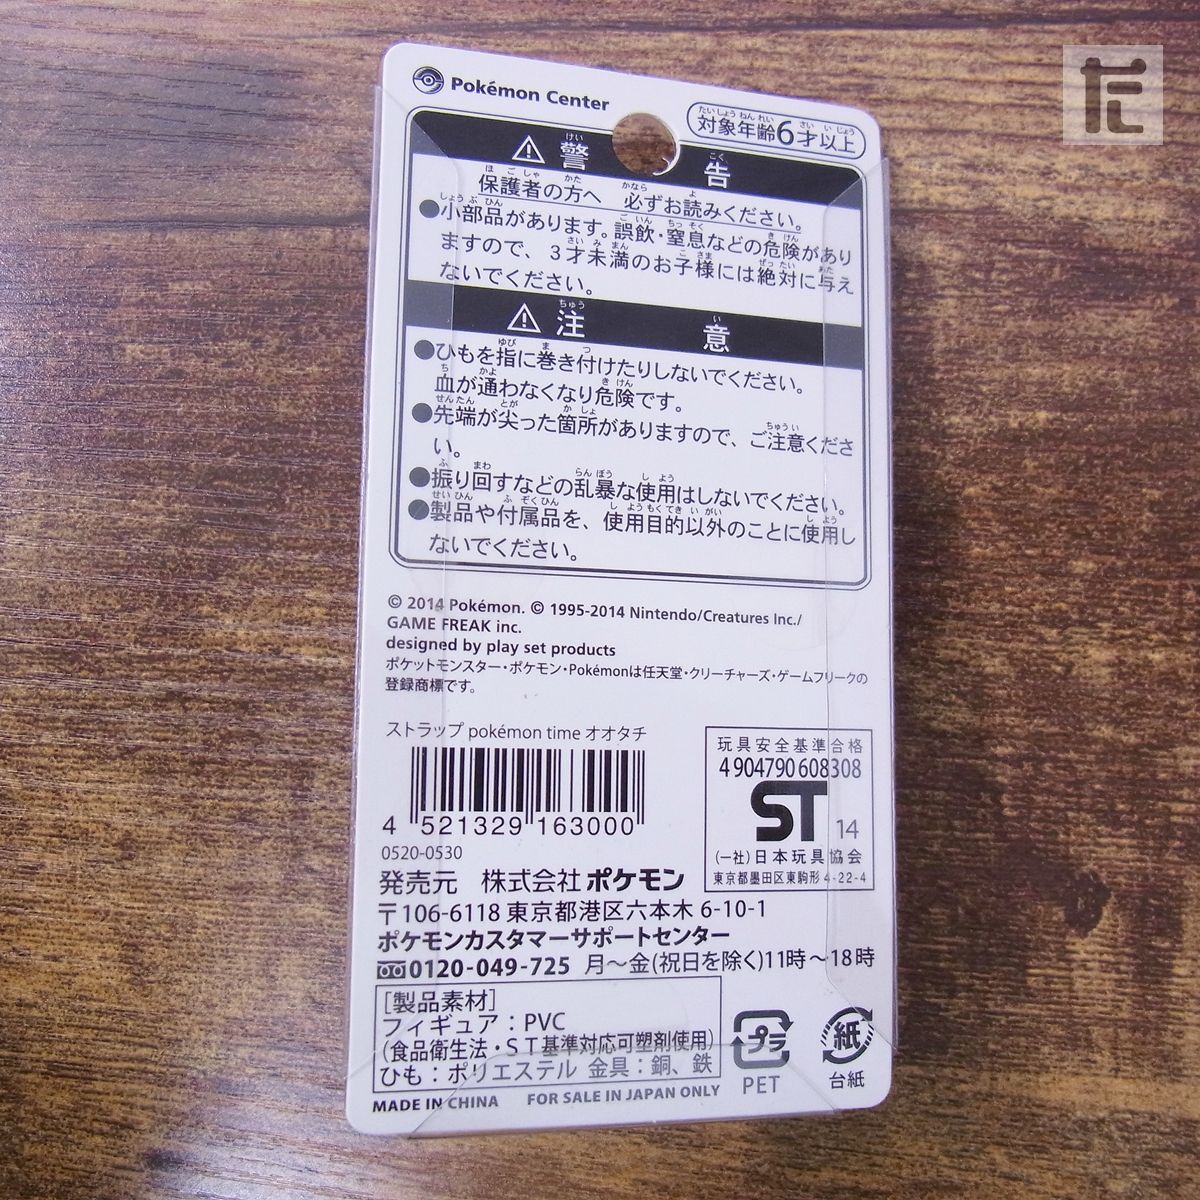 Pokémon Center
対象年齢6才以上
たいしょうねんれい さいいじょう
⚠警告
けい こく
保護者の方へ 必ずお読みください。
ほごしゃ かた かなら よ
●小部品があります。誤飲・窒息などの危険があり
しょうぶひん ごいん ちっそく きけん
ますので、3才未満のお子様には絶対に与え
さいみまん こさま ぜったい あた
ないでください。
⚠注意
ちゅう い
●ひもを指に巻き付けたりしないでください。
ゆび ま つ
血が通わなくなり危険です。
ち かよ きけん
●先端が尖った箇所がありますので、ご注意くださ
せんたん とが かしょ ちゅうい
い。
●振り回すなどの乱暴な使用はしないでください。
ふ まわ らんぼう しよう
●製品や付属品を、使用目的以外のことに使用し
せいひん ふぞくひん しようもくてきいがい しよう
ないでください。
© 2014 Pokémon. © 1995-2014 Nintendo/Creatures Inc./
GAME FREAK inc.
designed by play set products
ポケットモンスター・ポケモン・Pokémonは任天堂・クリーチャーズ・ゲームフリークの
登録商標です。
ストラップ pokémon time オオタチ
4 521329 163000
0520-0530
玩具安全基準合格
4 904790 608308
ST 14
(一社)日本玩具協会
東京都墨田区東駒形 4-22-4
発売元 株式会社ポケモン
〒106-6118 東京都港区六本木 6-10-1
ポケモンカスタマーサポートセンター
0120-049-725 月〜金(祝日を除く)11時〜18時
[製品素材]
フィギュア：PVC
(食品衛生法・ST基準対応可塑剤使用)
ひも：ポリエステル 金具：銅、鉄
プラ
PET
紙
台紙
MADE IN CHINA FOR SALE IN JAPAN ONLY